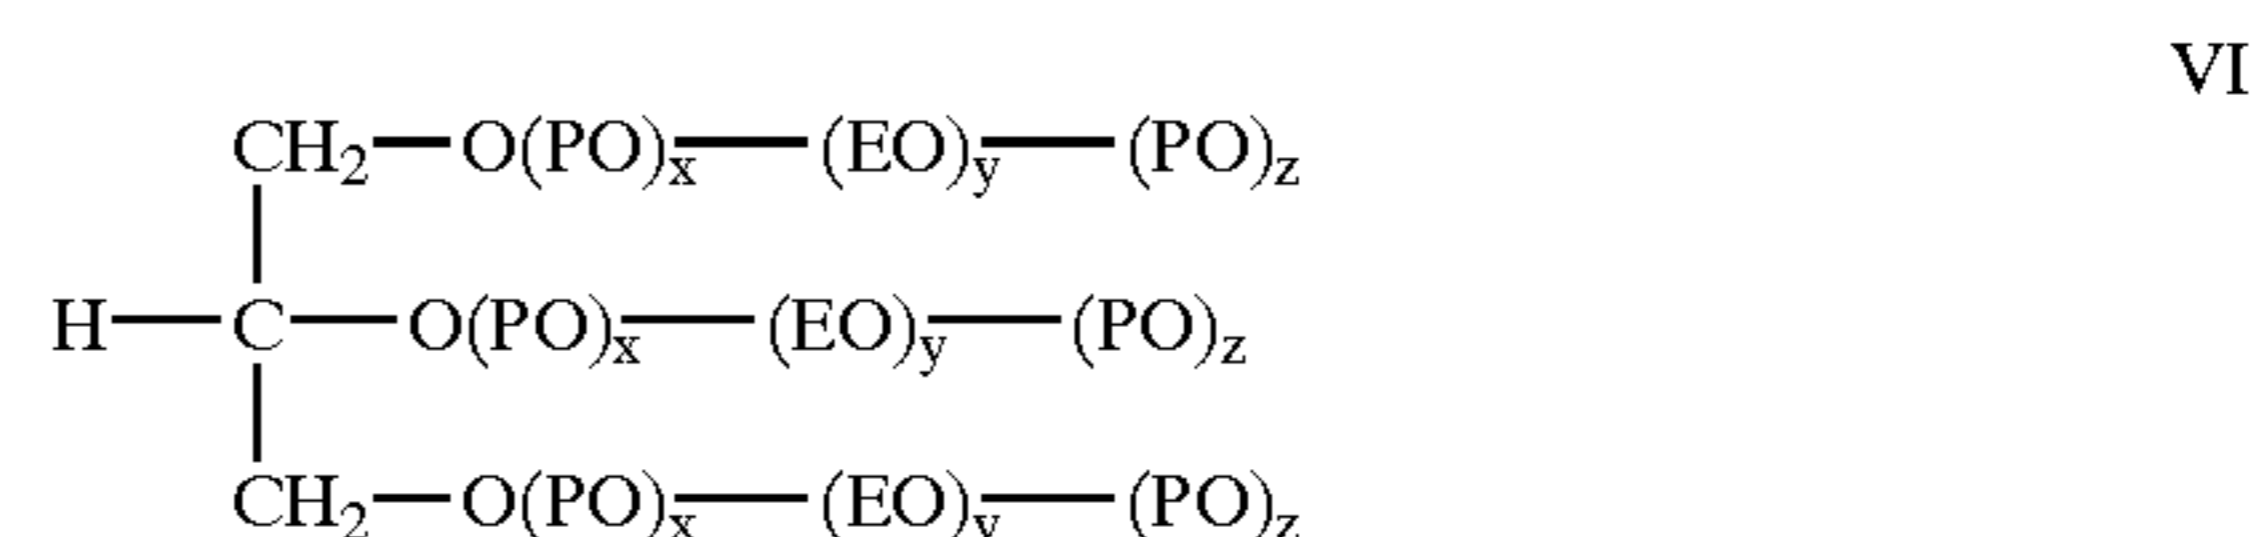 VI
CH₂—O(PO)ₓ—(EO)ᵧ—(PO)z
H—C—O(PO)ₓ—(EO)ᵧ—(PO)z
CH₂—O(PO)ₓ—(EO)ᵧ—(PO)z